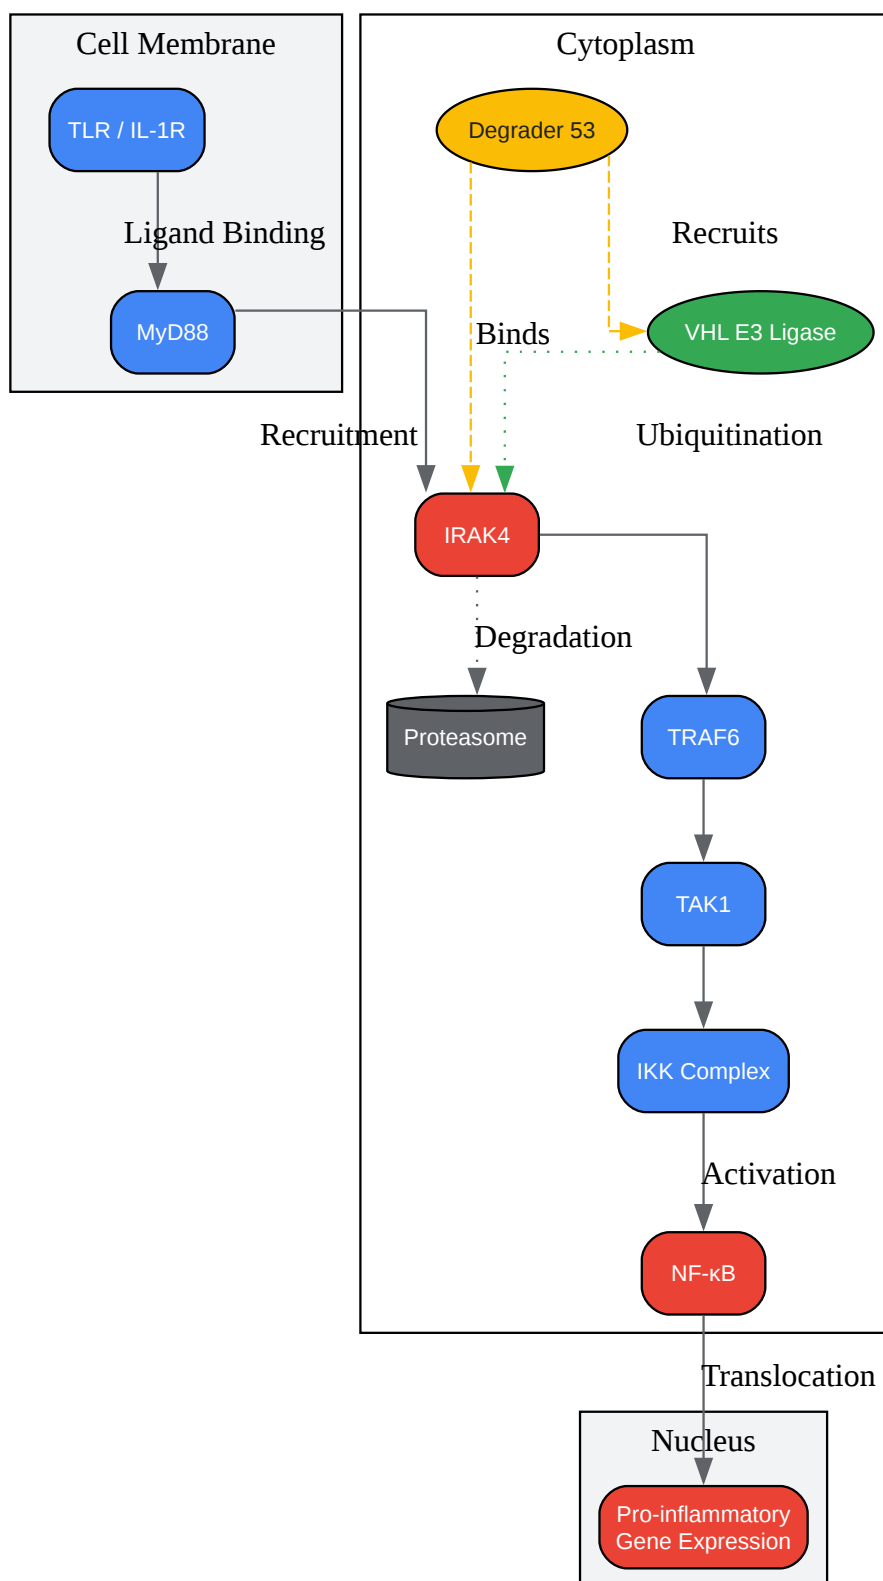 Cell Membrane
Cytoplasm
TLR / IL-1R
Degrader 53
Ligand Binding
Recruits
MyD88
Binds
VHL E3 Ligase
Recruitment
Ubiquitination
IRAK4
Degradation
Proteasome
TRAF6
TAK1
IKK Complex
Activation
NF-κB
Translocation
Nucleus
Pro-inflammatory
Gene Expression